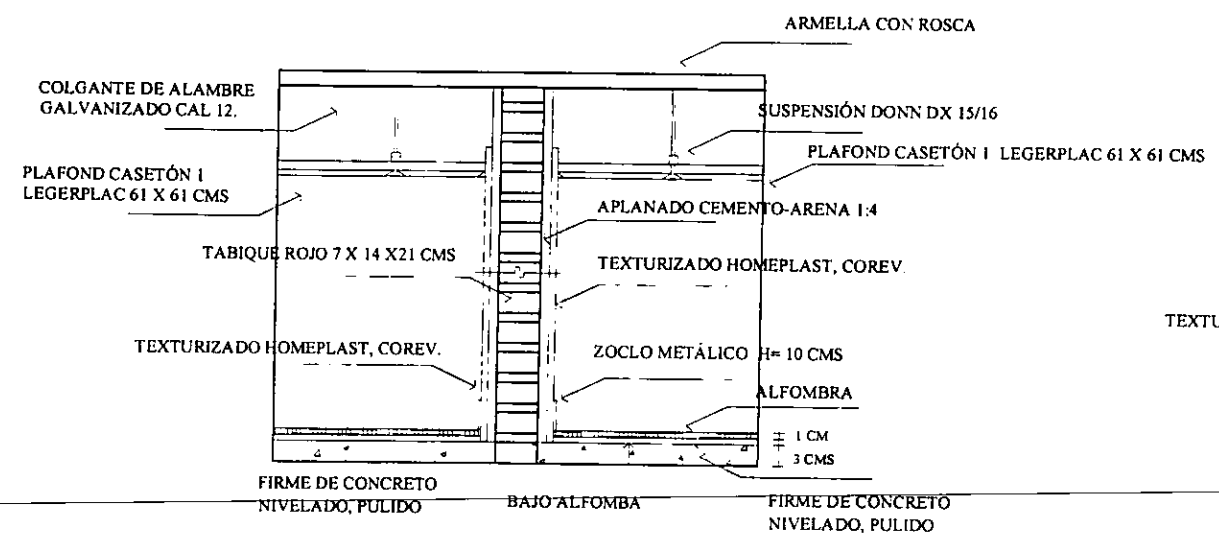 ARMELLA CON ROSCA
COLGANTE DE ALAMBRE
GALVANIZADO CAL 12.
SUSPENSIÓN DONN DX 15/16
PLAFOND CASETÓN 1 LEGERPLAC 61 X 61 CMS
PLAFOND CASETÓN 1
LEGERPLAC 61 X 61 CMS
APLANADO CEMENTO-ARENA 1:4
TABIQUE ROJO 7 X 14 X21 CMS
TEXTURIZADO HOMEPLAST, COREV.
TEXTU
TEXTURIZADO HOMEPLAST, COREV.
ZOCLO METÁLICO H= 10 CMS
ALFOMBRA
1 CM
3 CMS
FIRME DE CONCRETO
NIVELADO, PULIDO
BAJO ALFOMBA
FIRME DE CONCRETO
NIVELADO, PULIDO